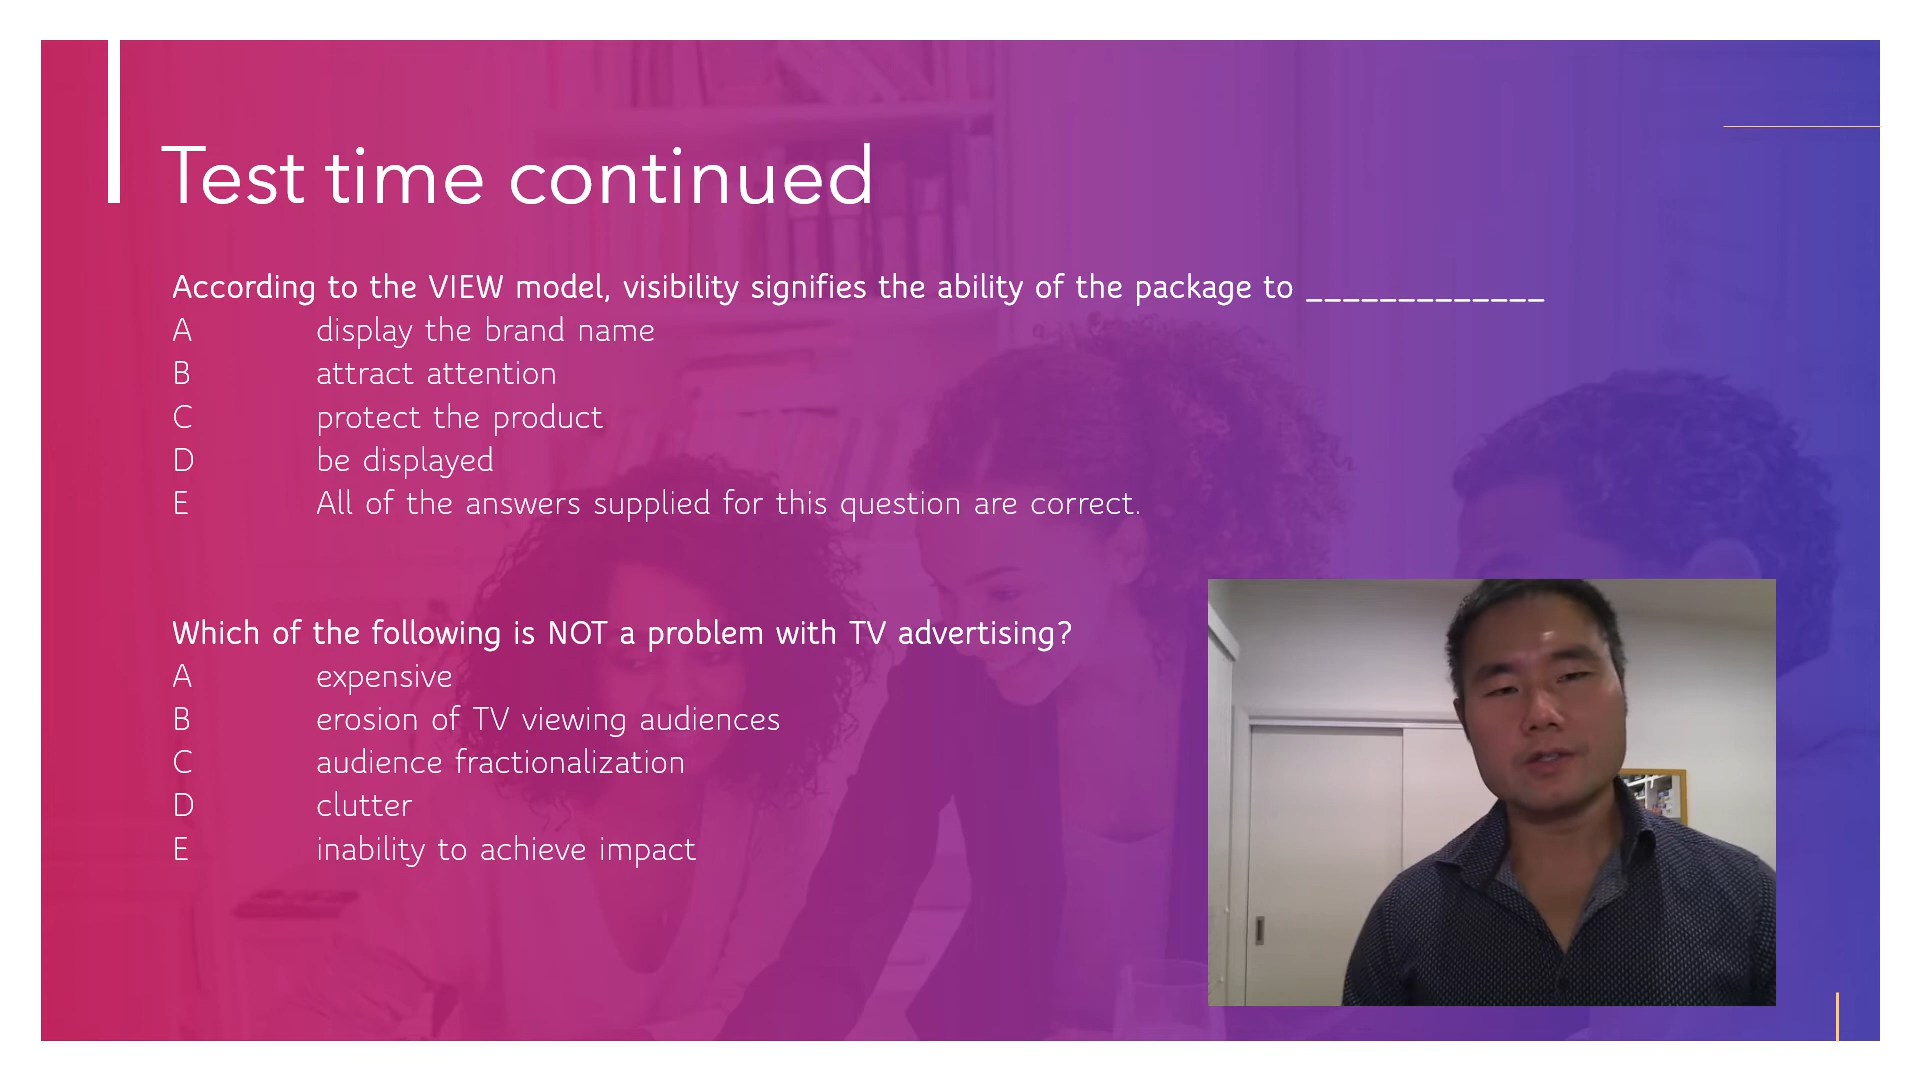 Test time continued
According to the VIEW model, visibility signifies the ability of the package to _____________
A display the brand name
B attract attention
C protect the product
D be displayed
E All of the answers supplied for this question are correct.
Which of the following is NOT a problem with TV advertising?
A expensive
B erosion of TV viewing audiences
C audience fractionalization
D clutter
E inability to achieve impact